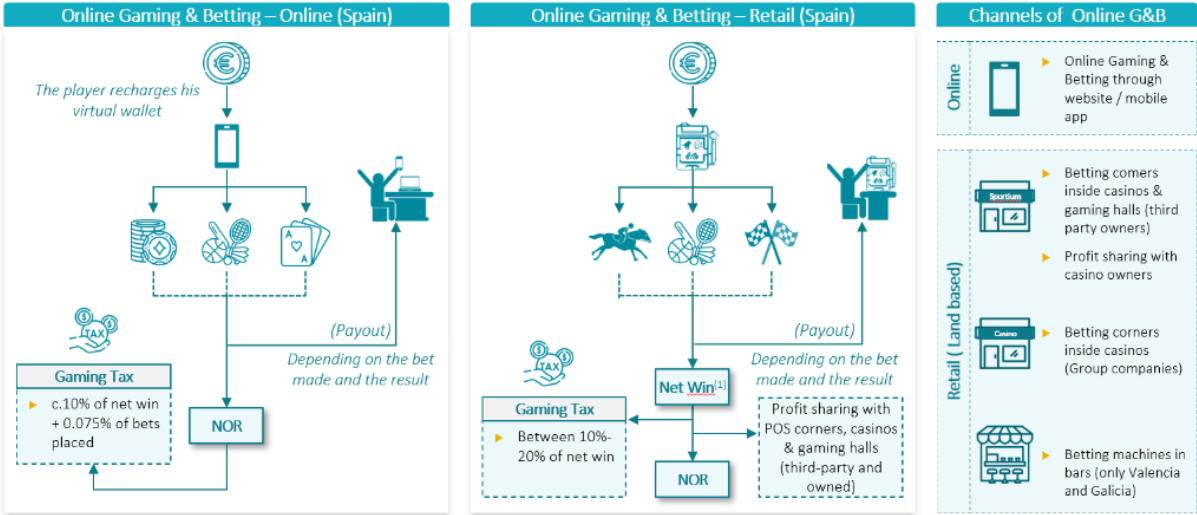 Online Gaming & Betting – Online (Spain)
The player recharges his
virtual wallet
A
A
(Payout)
Depending on the bet
made and the result
TAX
Gaming Tax
c.10% of net win
+ 0.075% of bets
placed
NOR
Online Gaming & Betting – Retail (Spain)
(Payout)
Depending on the bet
made and the result
TAX
Net Win(1)
Gaming Tax
Between 10%-
20% of net win
Profit sharing with
POS corners, casinos
& gaming halls
(third-party and
owned)
NOR
Channels of Online G&B
Online
Online Gaming &
Betting through
website / mobile
app
Retail ( Land based)
Sportium
Betting corners
inside casinos &
gaming halls (third
party owners)
Profit sharing with
casino owners
Casino
Betting corners
inside casinos
(Group companies)
Betting machines in
bars (only Valencia
and Galicia)